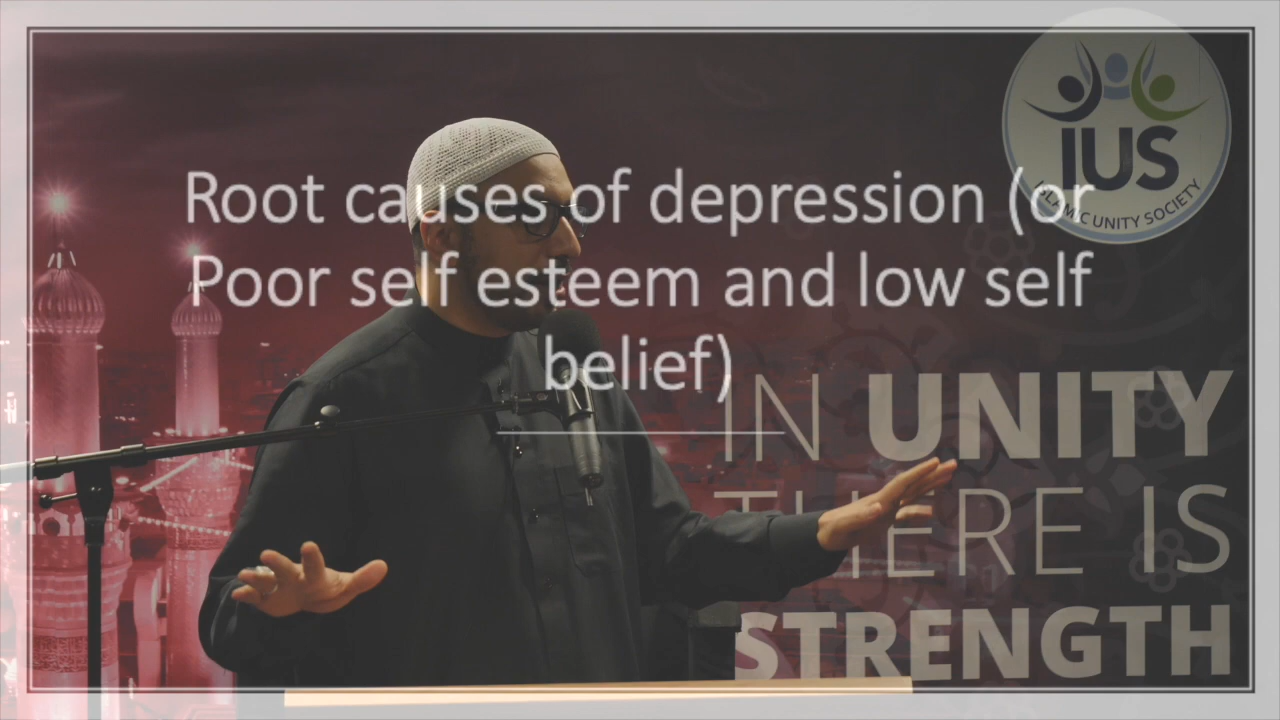 Root causes of depression (or
Poor self esteem and low self
belief)
IUS
ISLAMIC UNITY SOCIETY
IN UNITY
THERE IS
STRENGTH